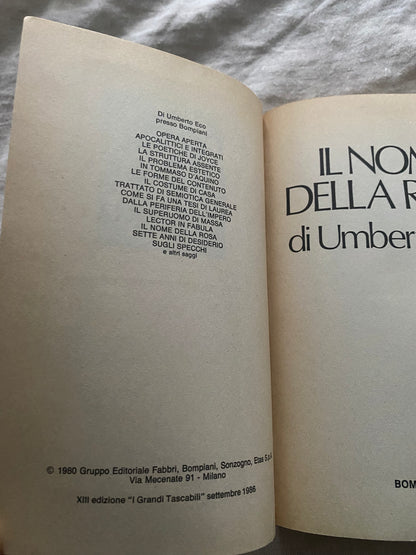 Di Umberto Eco
presso Bompiani
OPERA APERTA
APOCALITTICI E INTEGRATI
LE POETICHE DI JOYCE
LA STRUTTURA ASSENTE
IL PROBLEMA ESTETICO
IN TOMMASO D'AQUINO
LE FORME DEL CONTENUTO
IL COSTUME DI CASA
TRATTATO DI SEMIOTICA GENERALE
COME SI FA UNA TESI DI LAUREA
DALLA PERIFERIA DELL'IMPERO
IL SUPERUOMO DI MASSA
LECTOR IN FABULA
IL NOME DELLA ROSA
SETTE ANNI DI DESIDERIO
SUGLI SPECCHI
e altri saggi
© 1980 Gruppo Editoriale Fabbri, Bompiani, Sonzogno, Etas S.p.A.
Via Mecenate 91 - Milano
XIII edizione "I Grandi Tascabili" settembre 1986
IL NOM
DELLA R
di Umber
BOM